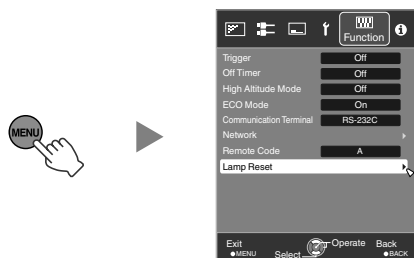 MENU
Function
Trigger Off
Off Timer Off
High Altitude Mode Off
ECO Mode On
Communication Terminal RS-232C
Network
Remote Code A
Lamp Reset
Exit Operate Back
●MENU Select ●BACK